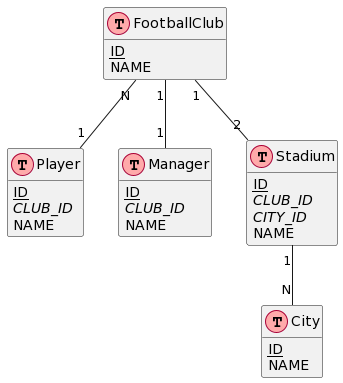 T FootballClub
ID
NAME
N 1 1
1 1 2
T Player
ID
CLUB_ID
NAME
T Manager
ID
CLUB_ID
NAME
T Stadium
ID
CLUB_ID
CITY_ID
NAME
1
N
T City
ID
NAME